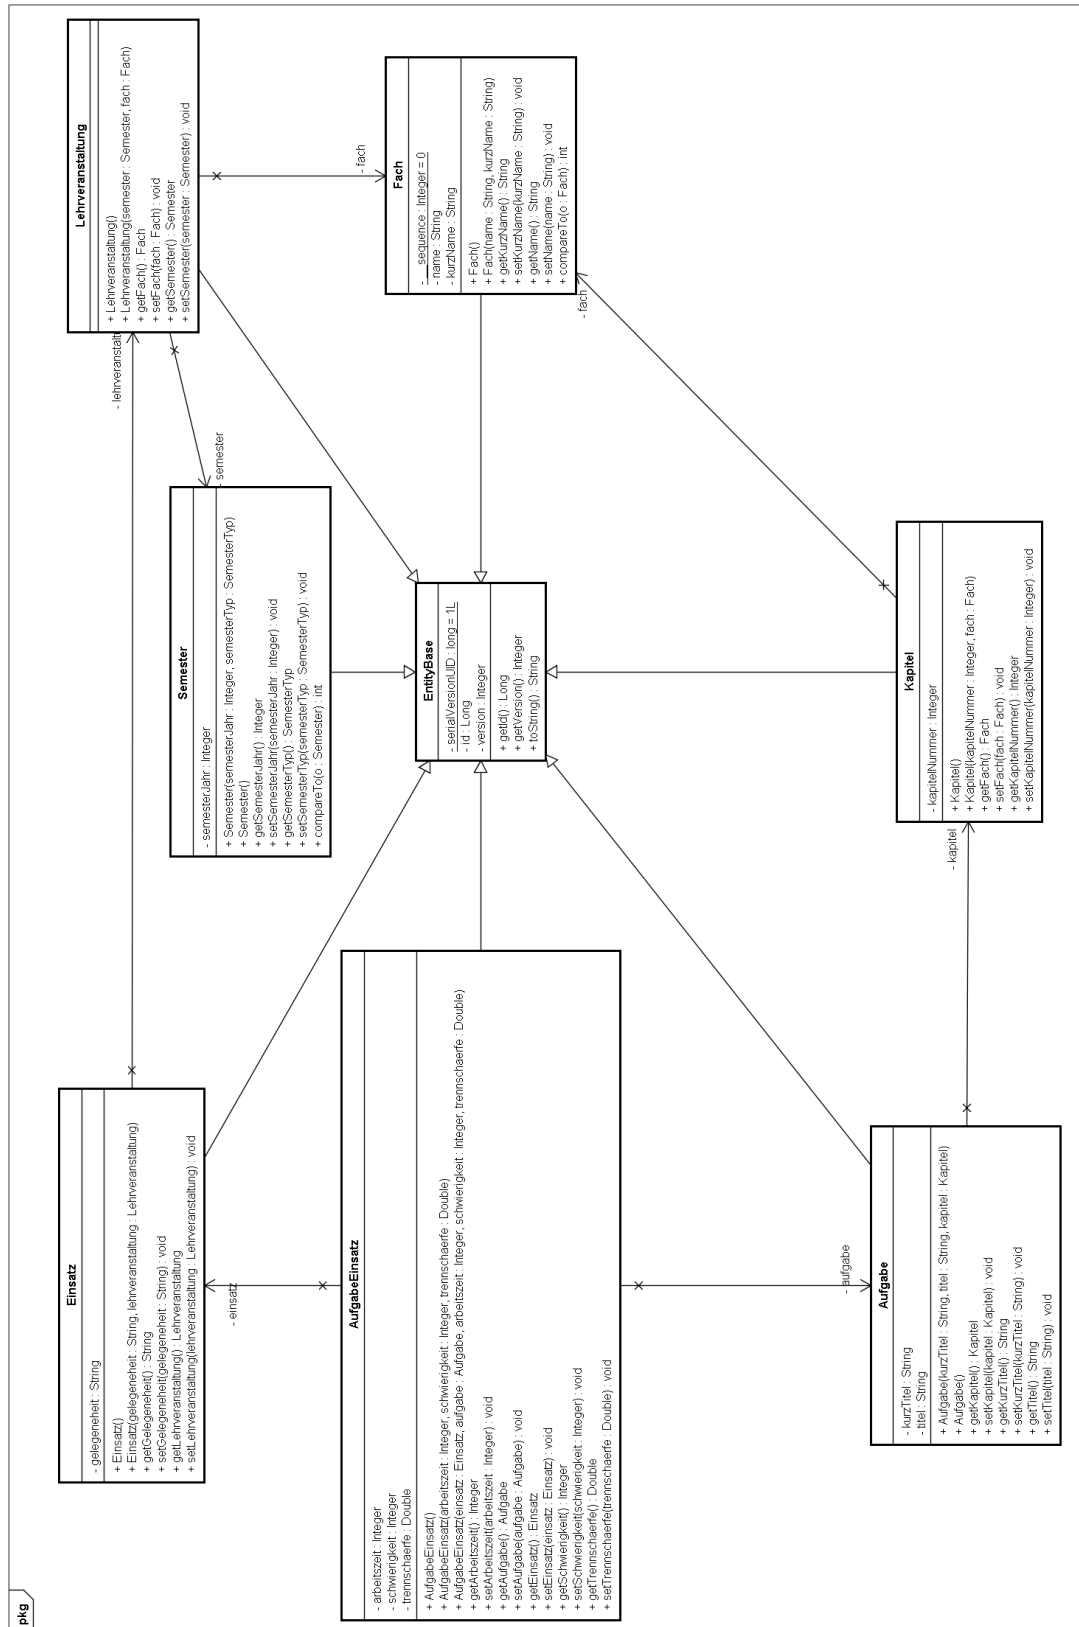 pkg
Einsatz
- gelegeneheit : String
+ Einsatz()
+ Einsatz(gelegeneheit : String, lehrveranstaltung : Lehrveranstaltung)
+ getGelegeneheit() : String
+ setGelegeneheit(gelegeneheit : String) : void
+ getLehrveranstaltung() : Lehrveranstaltung
+ setLehrveranstaltung(lehrveranstaltung : Lehrveranstaltung) : void
- lehrveranstalt
Lehrveranstaltung
+ Lehrveranstaltung()
+ Lehrveranstaltung(semester : Semester, fach : Fach)
+ getFach() : Fach
+ setFach(fach : Fach) : void
+ getSemester() : Semester
+ setSemester(semester : Semester) : void
Semester
- semesterJahr : Integer
+ Semester(semesterJahr : Integer, semesterTyp : SemesterTyp)
+ Semester()
+ getSemesterJahr() : Integer
+ setSemesterJahr(semesterJahr : Integer) : void
+ getSemesterTyp() : SemesterTyp
+ setSemesterTyp(semesterTyp : SemesterTyp) : void
+ compareTo(o : Semester) : int
- semester
- einsatz
- fach
AufgabeEinsatz
- arbeitszeit : Integer
- schwierigkeit : Integer
- trennschaerfe : Double
+ AufgabeEinsatz()
+ AufgabeEinsatz(arbeitszeit : Integer, schwierigkeit : Integer, trennschaerfe : Double)
+ AufgabeEinsatz(einsatz : Einsatz, aufgabe : Aufgabe, arbeitszeit : Integer, schwierigkeit : Integer, trennschaerfe : Double)
+ getArbeitszeit() : Integer
+ setArbeitszeit(arbeitszeit : Integer) : void
+ getAufgabe() : Aufgabe
+ setAufgabe(aufgabe : Aufgabe) : void
+ getEinsatz() : Einsatz
+ setEinsatz(einsatz : Einsatz) : void
+ getSchwierigkeit() : Integer
+ setSchwierigkeit(schwierigkeit : Integer) : void
+ getTrennschaerfe() : Double
+ setTrennschaerfe(trennschaerfe : Double) : void
EntityBase
- serialVersionUID : long = 1L
- id : Long
- version : Integer
+ getId() : Long
+ getVersion() : Integer
+ toString() : String
Fach
- __sequence : Integer = 0
- name : String
- kurzName : String
+ Fach()
+ Fach(name : String, kurzName : String)
+ getKurzName() : String
+ setKurzName(kurzName : String) : void
+ getName() : String
+ setName(name : String) : void
+ compareTo(o : Fach) : int
- fach
- aufgabe
Aufgabe
- kurzTitel : String
- titel : String
+ Aufgabe(kurzTitel : String, titel : String, kapitel : Kapitel)
+ Aufgabe()
+ getKapitel() : Kapitel
+ setKapitel(kapitel : Kapitel) : void
+ getKurzTitel() : String
+ setKurzTitel(kurzTitel : String) : void
+ getTitel() : String
+ setTitel(titel : String) : void
- kapitel
Kapitel
- kapitelNummer : Integer
+ Kapitel()
+ Kapitel(kapitelNummer : Integer, fach : Fach)
+ getFach() : Fach
+ setFach(fach : Fach) : void
+ getKapitelNummer() : Integer
+ setKapitelNummer(kapitelNummer : Integer) : void